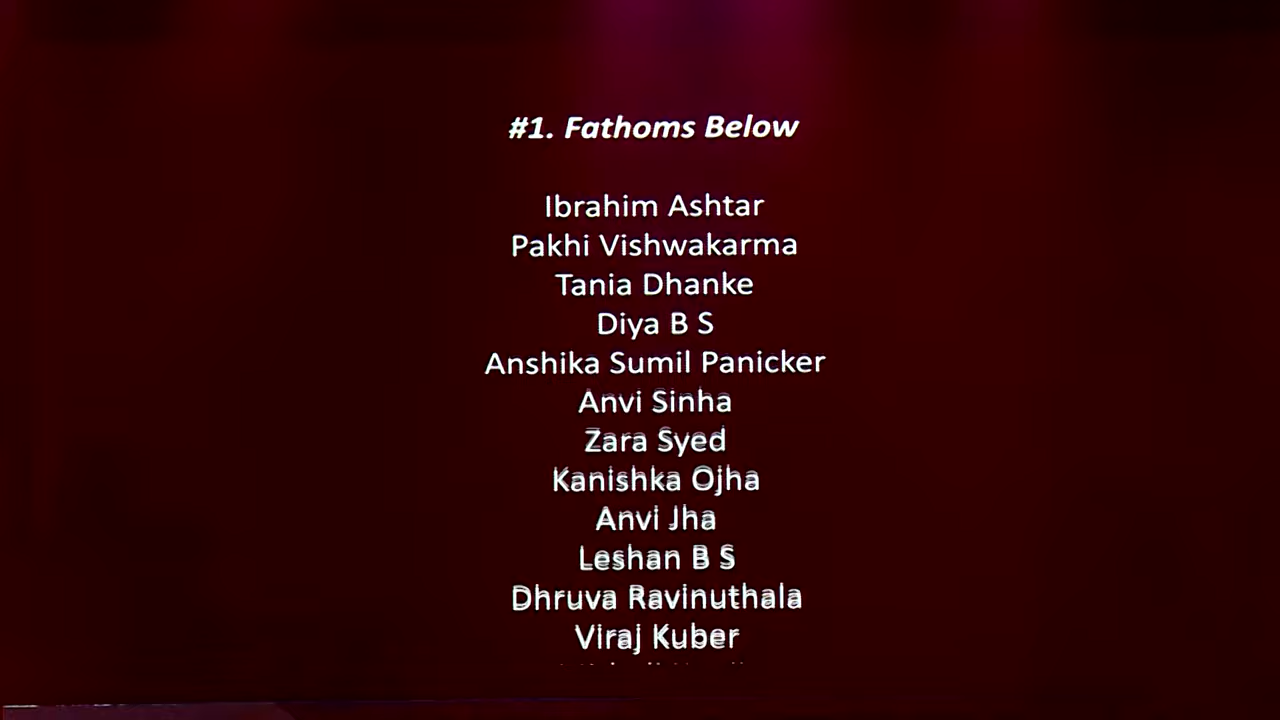 #1. Fathoms Below
Ibrahim Ashtar
Pakhi Vishwakarma
Tania Dhanke
Diya B S
Anshika Sumil Panicker
Anvi Sinha
Zara Syed
Kanishka Ojha
Anvi Jha
Leshan B S
Dhruva Ravinuthala
Viraj Kuber